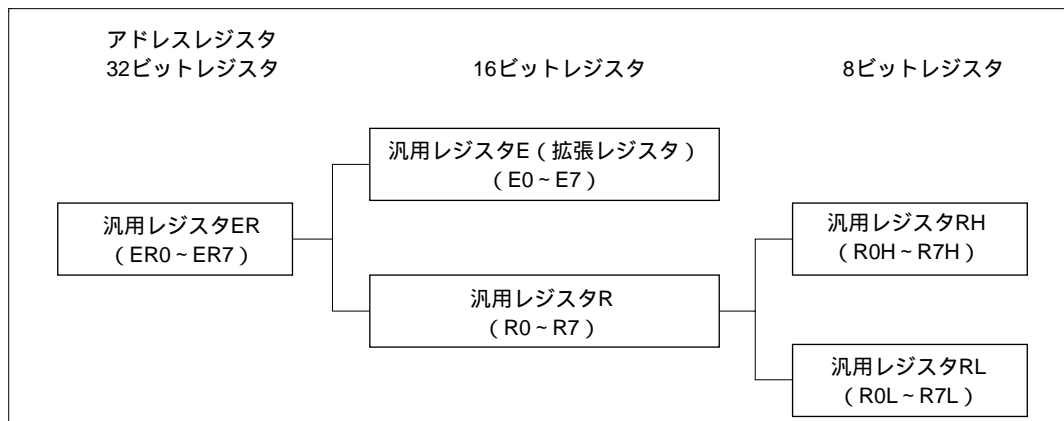 アドレスレジスタ
32ビットレジスタ
16ビットレジスタ
8ビットレジスタ
汎用レジスタE（拡張レジスタ）
（E0～E7）
汎用レジスタER
（ER0～ER7）
汎用レジスタRH
（R0H～R7H）
汎用レジスタR
（R0～R7）
汎用レジスタRL
（R0L～R7L）